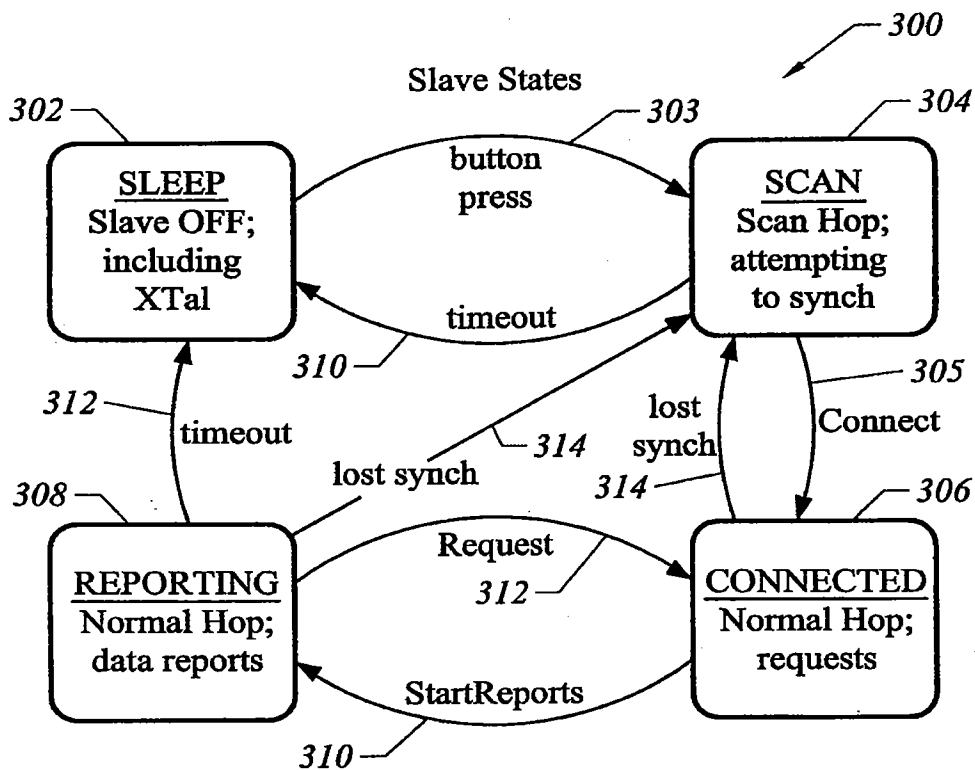 300
Slave States
302
303
304
SLEEP
Slave OFF;
including
XTal
button
press
SCAN
Scan Hop;
attempting
to synch
timeout
310
312
timeout
lost synch
314
lost
synch
314
305
Connect
308
306
REPORTING
Normal Hop;
data reports
Request
312
CONNECTED
Normal Hop;
requests
StartReports
310